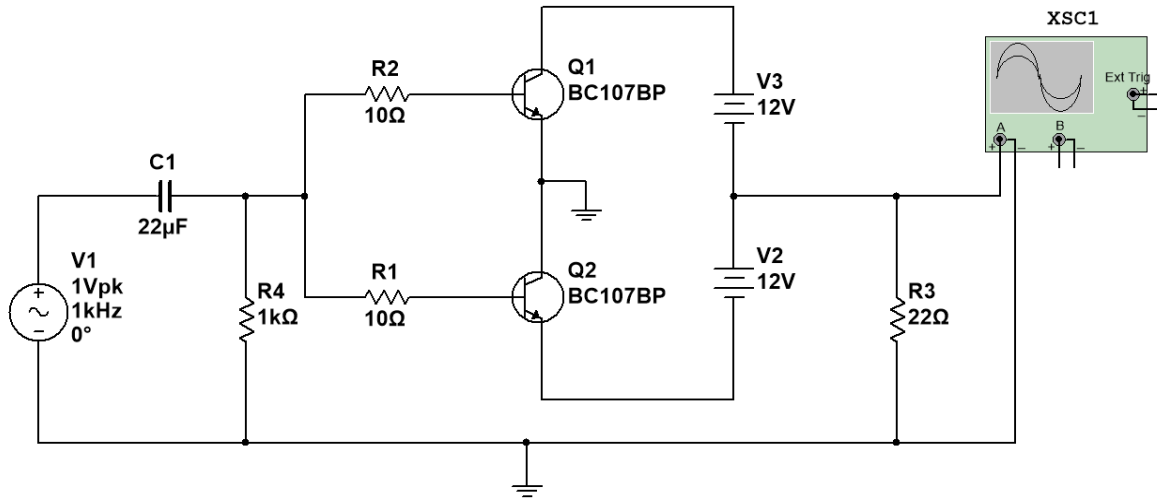 XSC1
Ext Trig
+
–
A
B
+
–
+
–
R2
10Ω
Q1
BC107BP
V3
12V
C1
22µF
V1
1Vpk
1kHz
0°
+
–
R4
1kΩ
R1
10Ω
Q2
BC107BP
V2
12V
R3
22Ω